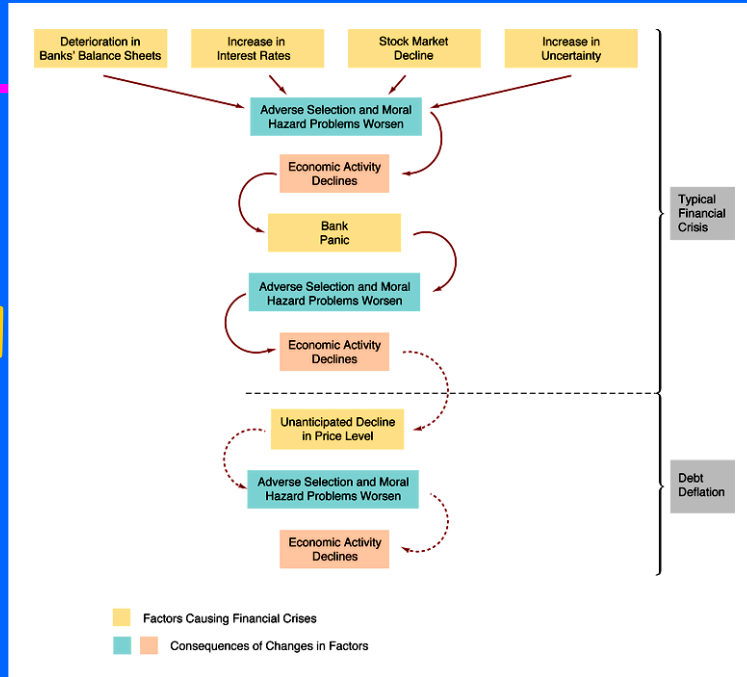 Deterioration in
Banks' Balance Sheets
Increase in
Interest Rates
Stock Market
Decline
Increase in
Uncertainty
Adverse Selection and Moral
Hazard Problems Worsen
Economic Activity
Declines
Typical
Financial
Crisis
Bank
Panic
Adverse Selection and Moral
Hazard Problems Worsen
Economic Activity
Declines
Unanticipated Decline
in Price Level
Adverse Selection and Moral
Hazard Problems Worsen
Debt
Deflation
Economic Activity
Declines
Factors Causing Financial Crises
Consequences of Changes in Factors